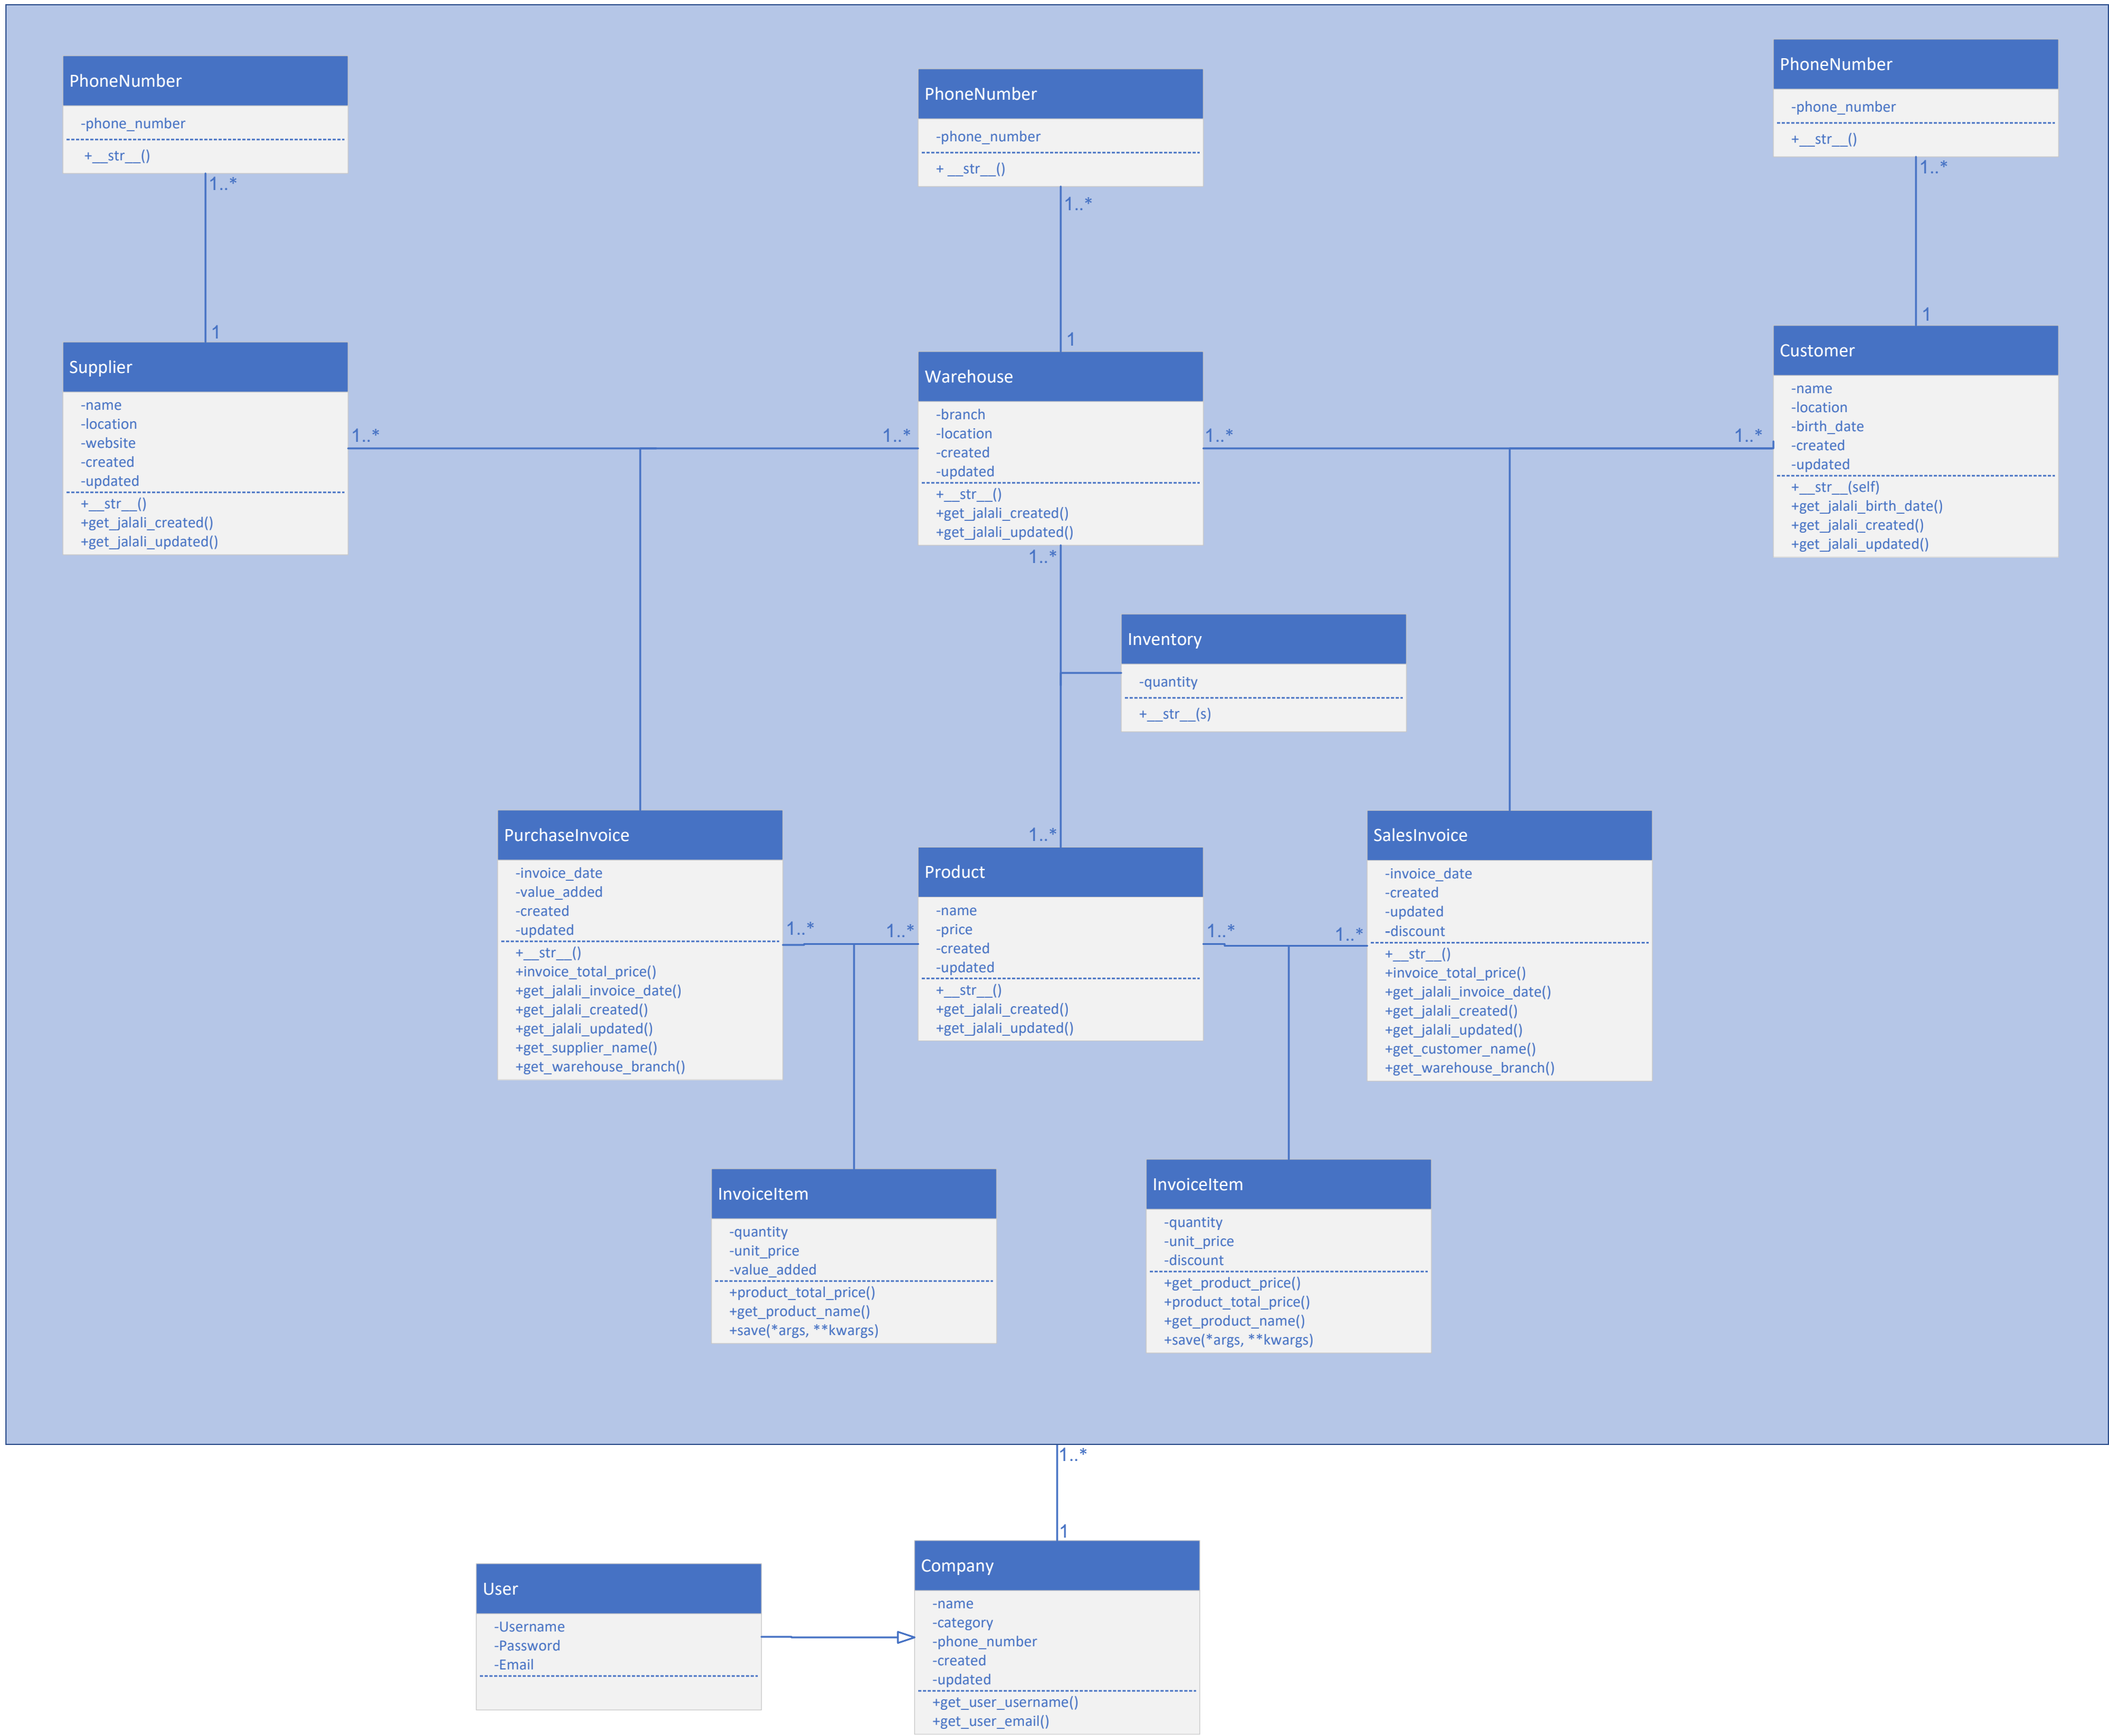 PhoneNumber
-phone_number
+__str__()
1..*
1
PhoneNumber
-phone_number
+ __str__()
1..*
1
PhoneNumber
-phone_number
+__str__()
1..*
1
Supplier
-name
-location
-website
-created
-updated
+__str__()
+get_jalali_created()
+get_jalali_updated()
1..*
1..*
Warehouse
-branch
-location
-created
-updated
+__str__()
+get_jalali_created()
+get_jalali_updated()
1..*
1..*
Customer
-name
-location
-birth_date
-created
-updated
+__str__(self)
+get_jalali_birth_date()
+get_jalali_created()
+get_jalali_updated()
1..*
Inventory
-quantity
+__str__(s)
1..*
PurchaseInvoice
-invoice_date
-value_added
-created
-updated
+__str__()
+invoice_total_price()
+get_jalali_invoice_date()
+get_jalali_created()
+get_jalali_updated()
+get_supplier_name()
+get_warehouse_branch()
1..*
1..*
Product
-name
-price
-created
-updated
+__str__()
+get_jalali_created()
+get_jalali_updated()
1..*
1..*
SalesInvoice
-invoice_date
-created
-updated
-discount
+__str__()
+invoice_total_price()
+get_jalali_invoice_date()
+get_jalali_created()
+get_jalali_updated()
+get_customer_name()
+get_warehouse_branch()
InvoiceItem
-quantity
-unit_price
-value_added
+product_total_price()
+get_product_name()
+save(*args, **kwargs)
InvoiceItem
-quantity
-unit_price
-discount
+get_product_price()
+product_total_price()
+get_product_name()
+save(*args, **kwargs)
1..*
1
User
-Username
-Password
-Email
Company
-name
-category
-phone_number
-created
-updated
+get_user_username()
+get_user_email()